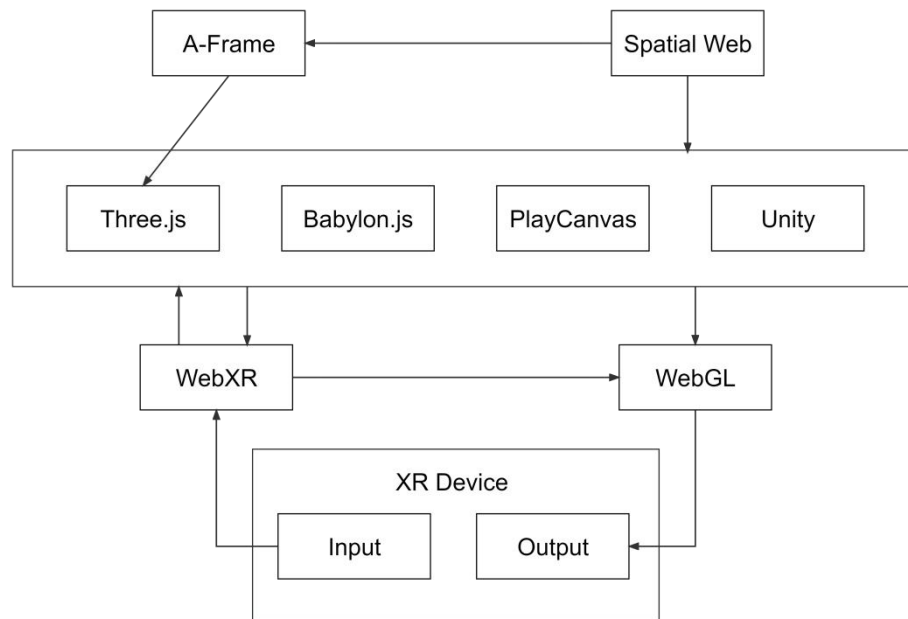 A-Frame
Spatial Web
Three.js
Babylon.js
PlayCanvas
Unity
WebXR
WebGL
XR Device
Input
Output